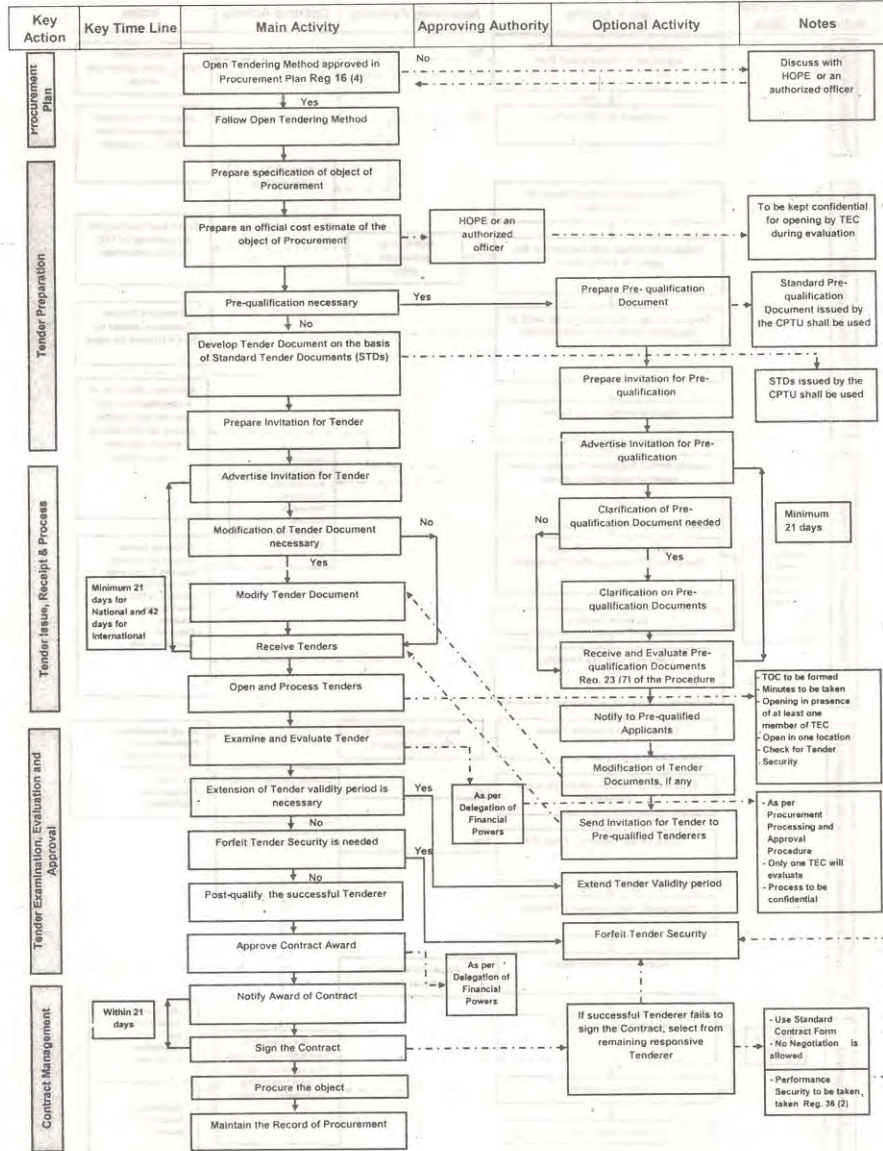 Key
Action
Key Time Line
Main Activity
Approving Authority
Optional Activity
Notes
Procurement
Plan
Open Tendering Method approved in
Procurement Plan Reg 16 (4)
No
Discuss with
HOPE or an
authorized officer
Yes
Follow Open Tendering Method
Tender Preparation
Prepare specification of object of
Procurement
Prepare an official cost estimate of the
object of Procurement
HOPE or an
authorized
officer
To be kept confidential
for opening by TEC
during evaluation
Pre-qualification necessary
Yes
Prepare Pre- qualification
Document
Standard Pre-
qualification
Document issued by
the CPTU shall be used
No
Develop Tender Document on the basis
of Standard Tender Documents (STDs)
Prepare Invitation for Pre-
qualification
STDs issued by the
CPTU shall be used
Prepare Invitation for Tender
Advertise Invitation for Pre-
qualification
Tender Issue, Receipt & Process
Advertise Invitation for Tender
Modification of Tender Document
necessary
No
No
Clarification of Pre-
qualification Document needed
Minimum
21 days
Yes
Yes
Minimum 21
days for
National and 42
days for
International
Modify Tender Document
Clarification on Pre-
qualification Documents
Receive Tenders
Receive and Evaluate Pre-
qualification Documents
Reg. 23 (7) of the Procedure
Open and Process Tenders
- TOC to be formed
- Minutes to be taken
- Opening in presence
of at least one
member of TEC
- Open in one location
- Check for Tender
Security
Notify to Pre-qualified
Applicants
Tender Examination, Evaluation and
Approval
Examine and Evaluate Tender
Modification of Tender
Documents, if any
Extension of Tender validity period is
necessary
Yes
As per
Delegation of
Financial
Powers
Send Invitation for Tender to
Pre-qualified Tenderers
- As per
Procurement
Processing and
Approval
Procedure
- Only one TEC will
evaluate
- Process to be
confidential
No
Forfeit Tender Security is needed
Yes
No
Post-qualify the successful Tenderer
Extend Tender Validity period
Approve Contract Award
Forfeit Tender Security
As per
Delegation of
Financial
Powers
Contract Management
Within 21
days
Notify Award of Contract
If successful Tenderer fails to
sign the Contract, select from
remaining responsive
Tenderer
- Use Standard
Contract Form
- No Negotiation is
allowed
Sign the Contract
- Performance
Security to be taken,
taken Reg. 36 (2)
Procure the object
Maintain the Record of Procurement